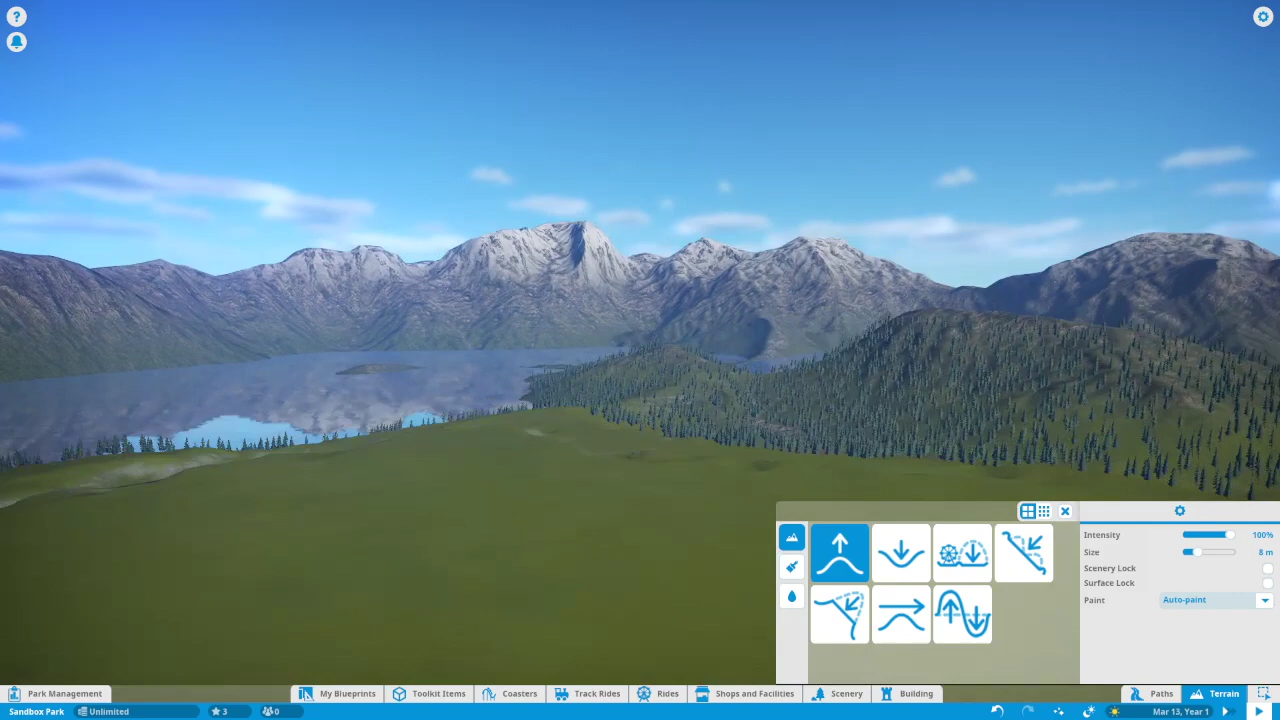 ?
Intensity 100%
Size 8 m
Scenery Lock
Surface Lock
Paint Auto-paint
Park Management
My Blueprints
Toolkit Items
Coasters
Track Rides
Rides
Shops and Facilities
Scenery
Building
Paths
Terrain
Sandbox Park
Unlimited
3
0
Mar 13, Year 1